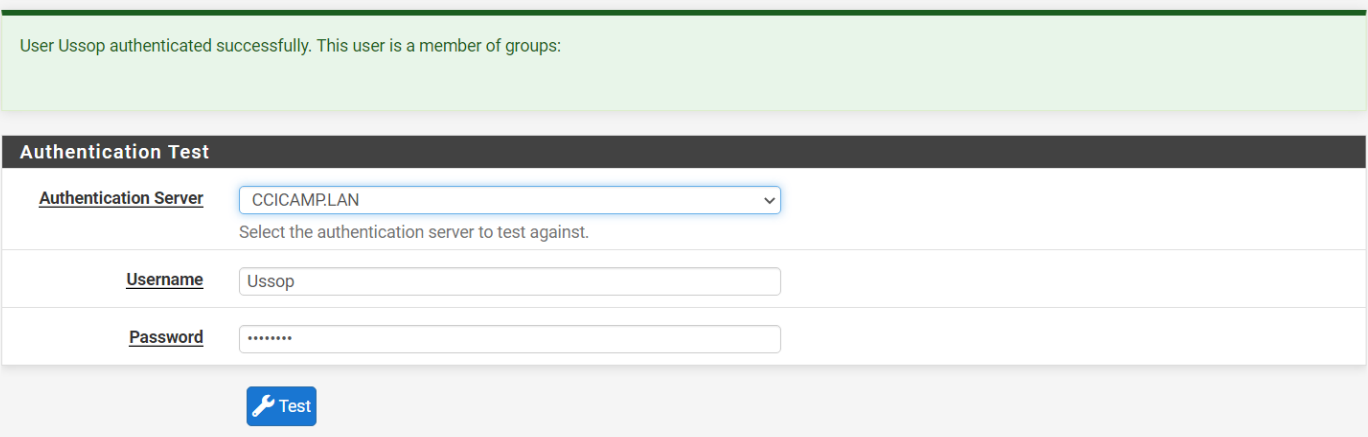 User Ussop authenticated successfully. This user is a member of groups:
Authentication Test
Authentication Server
CCICAMP.LAN
Select the authentication server to test against.
Username
Ussop
Password
••••••••
Test